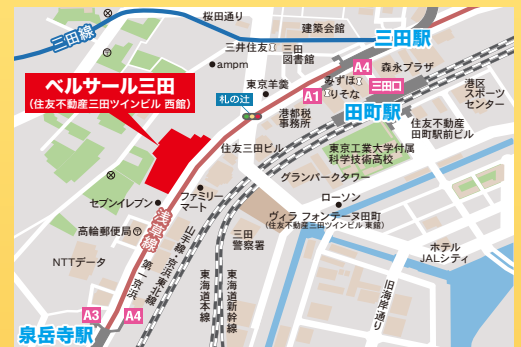 桜田通り
建築会館
三田線
三田駅
三井住友
三田
図書館
A4
森永プラザ
ampm
みずほ
三田口
港区
スポーツ
センター
ベルサール三田
(住友不動産三田ツインビル 西館)
東京羊羹
A1
りそな
札の辻
港都税
事務所
田町駅
住友不動産
田町駅前ビル
住友三田ビル
東京工業大学付属
科学技術高校
グランパークタワー
セブンイレブン
ファミリー
マート
ローソン
ヴィラ フォンテーヌ田町
(住友不動産三田ツインビル 東館)
浅草線
高輪郵便局
三田
警察署
山手線・京浜東北線
第一京浜
NTTデータ
東海道本線
東海道新幹線
ホテル
JALシティ
旧海岸通り
A3
A4
泉岳寺駅